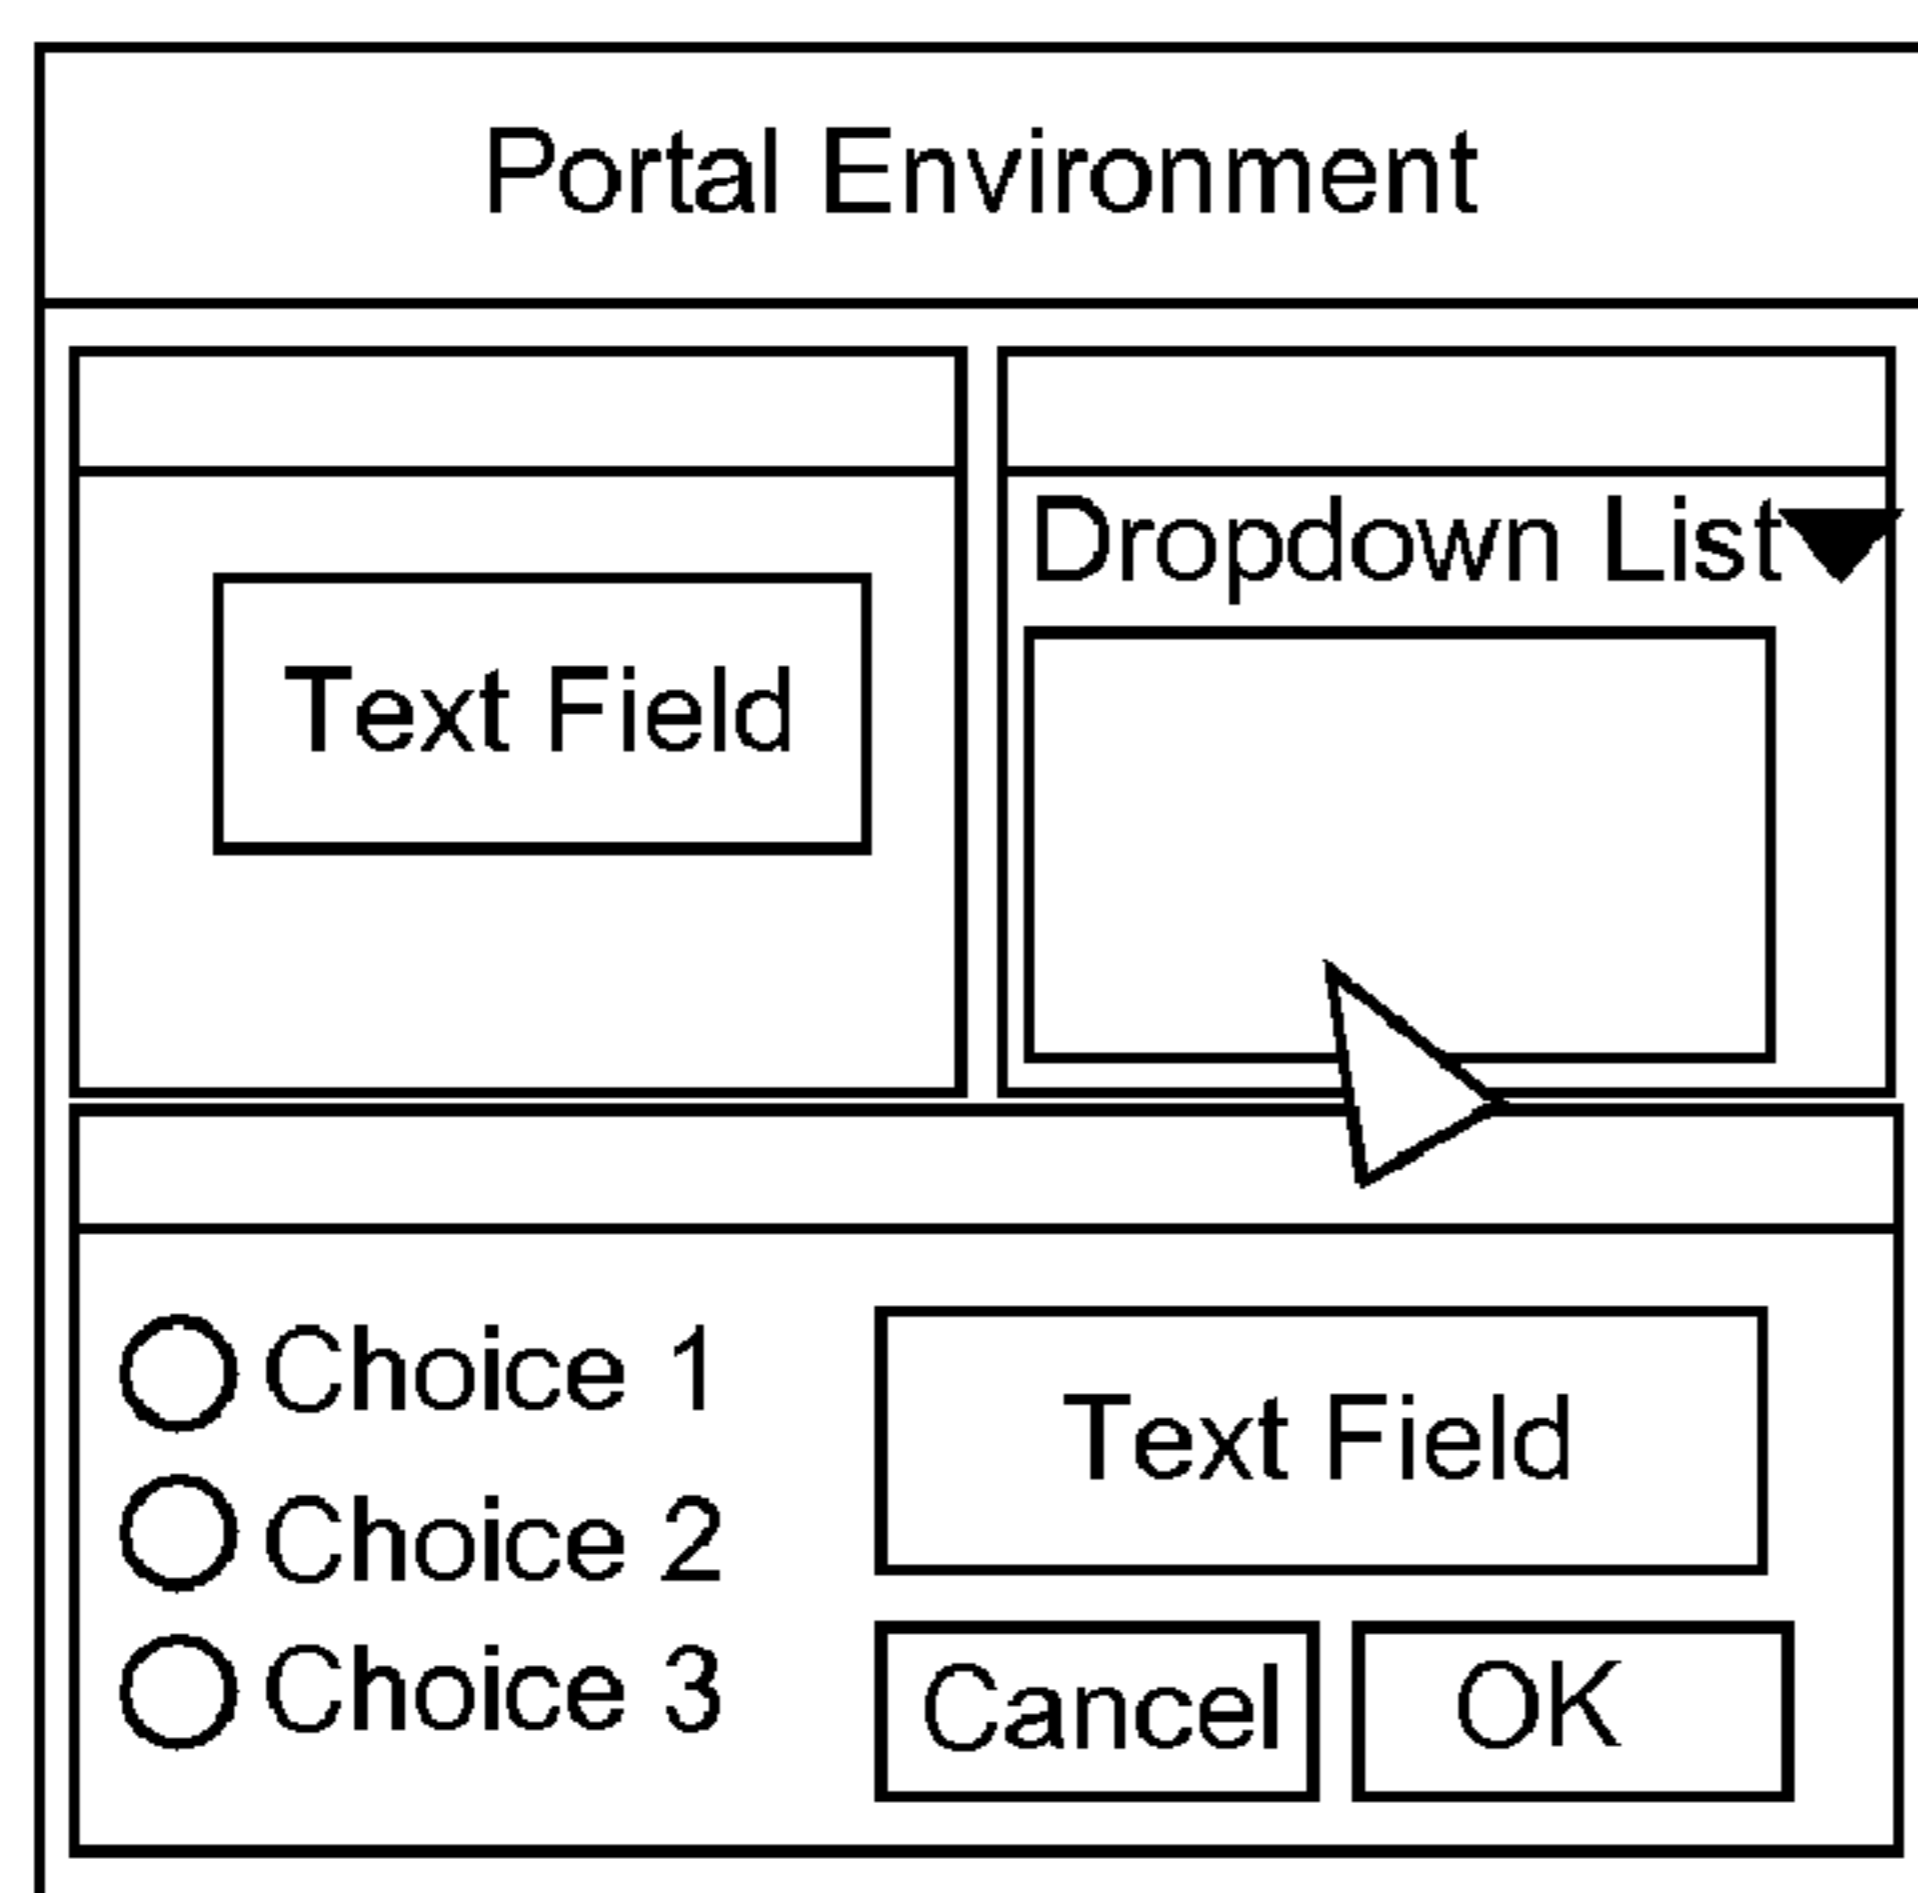 Portal Environment
Text Field
Dropdown List
Choice 1
Choice 2
Choice 3
Text Field
Cancel
OK